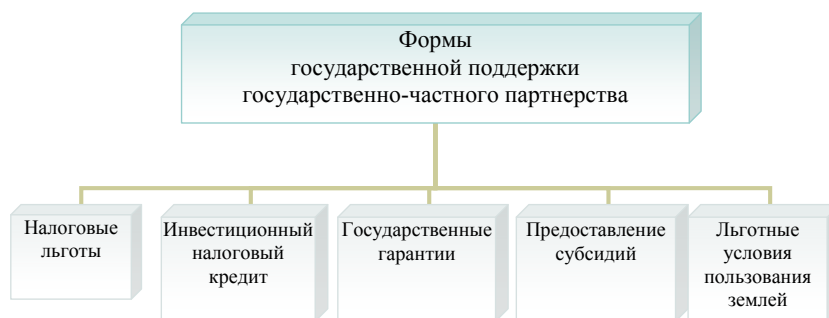 Формы
государственной поддержки
государственно-частного партнерства
Налоговые
льготы
Инвестиционный
налоговый
кредит
Государственные
гарантии
Предоставление
субсидий
Льготные
условия
пользования
землей